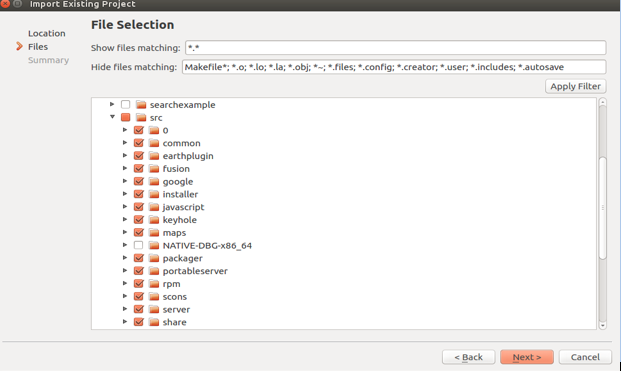 Import Existing Project
Location
Files
Summary
File Selection
Show files matching: *.*
Hide files matching: Makefile*; *.o; *.lo; *.la; *.obj; *~; *.files; *.config; *.creator; *.user; *.includes; *.autosave
Apply Filter
searchexample
src
0
common
earthplugin
fusion
google
installer
javascript
keyhole
maps
NATIVE-DBG-x86_64
packager
portableserver
rpm
scons
server
share
< Back
Next >
Cancel